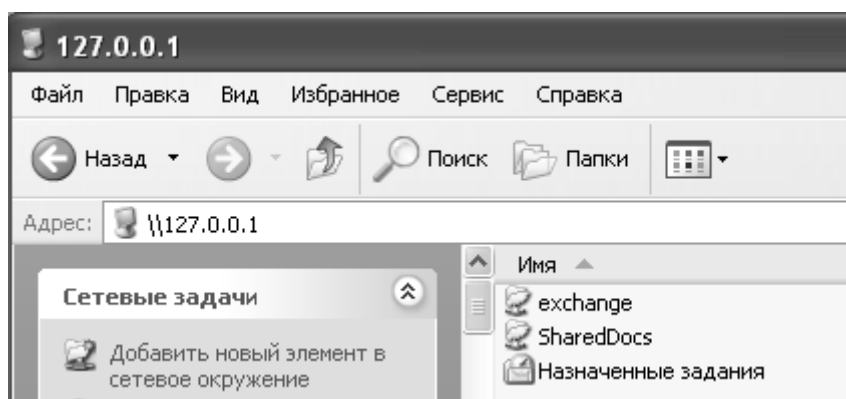 127.0.0.1
Файл Правка Вид Избранное Сервис Справка
Назад Поиск Папки
Адрес: \\127.0.0.1
Имя
Сетевые задачи
exchange
SharedDocs
Добавить новый элемент в
сетевое окружение
Назначенные задания